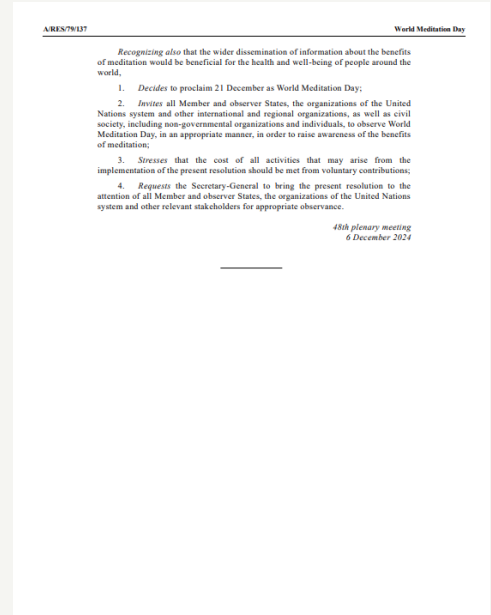 A/RES/79/137 World Meditation Day
Recognizing also that the wider dissemination of information about the benefits
of meditation would be beneficial for the health and well-being of people around the
world,
1. Decides to proclaim 21 December as World Meditation Day;
2. Invites all Member and observer States, the organizations of the United
Nations system and other international and regional organizations, as well as civil
society, including non-governmental organizations and individuals, to observe World
Meditation Day, in an appropriate manner, in order to raise awareness of the benefits
of meditation;
3. Stresses that the cost of all activities that may arise from the
implementation of the present resolution should be met from voluntary contributions;
4. Requests the Secretary-General to bring the present resolution to the
attention of all Member and observer States, the organizations of the United Nations
system and other relevant stakeholders for appropriate observance.
48th plenary meeting
6 December 2024